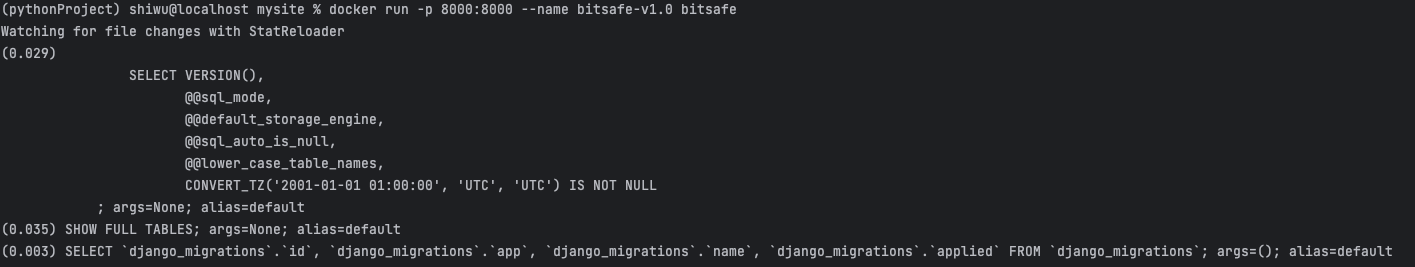 (pythonProject) shiwu@localhost mysite % docker run -p 8000:8000 --name bitsafe-v1.0 bitsafe
Watching for file changes with StatReloader
(0.029)
SELECT VERSION(),
@@sql_mode,
@@default_storage_engine,
@@sql_auto_is_null,
@@lower_case_table_names,
CONVERT_TZ('2001-01-01 01:00:00', 'UTC', 'UTC') IS NOT NULL
; args=None; alias=default
(0.035) SHOW FULL TABLES; args=None; alias=default
(0.003) SELECT `django_migrations`.`id`, `django_migrations`.`app`, `django_migrations`.`name`, `django_migrations`.`applied` FROM `django_migrations`; args=(); alias=default